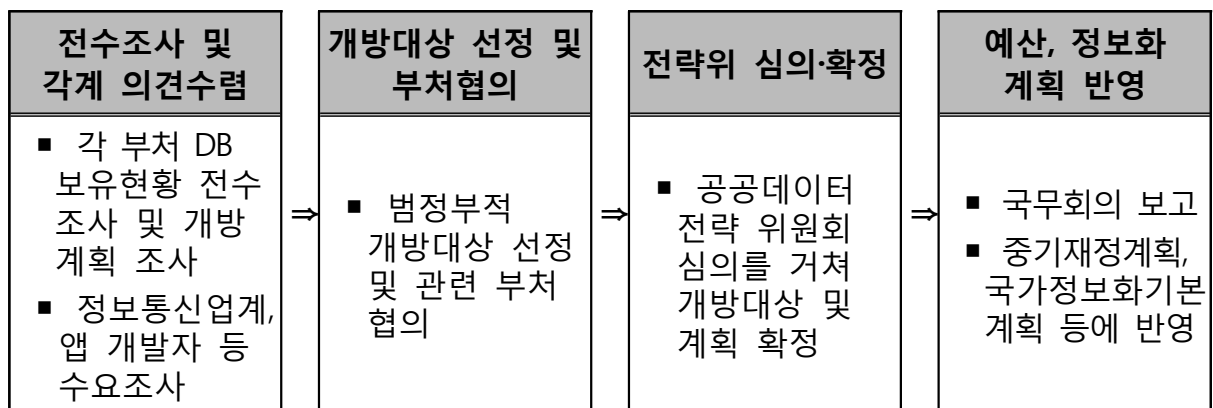 전수조사 및
각계 의견수렴
■ 각 부처 DB
보유현황 전수
조사 및 개방
계획 조사
■ 정보통신업계,
앱 개발자 등
수요조사
⇒
개방대상 선정 및
부처협의
■ 범정부적
개방대상 선정
및 관련 부처
협의
⇒
전략위 심의·확정
■ 공공데이터
전략 위원회
심의를 거쳐
개방대상 및
계획 확정
⇒
예산, 정보화
계획 반영
■ 국무회의 보고
■ 중기재정계획,
국가정보화기본
계획 등에 반영